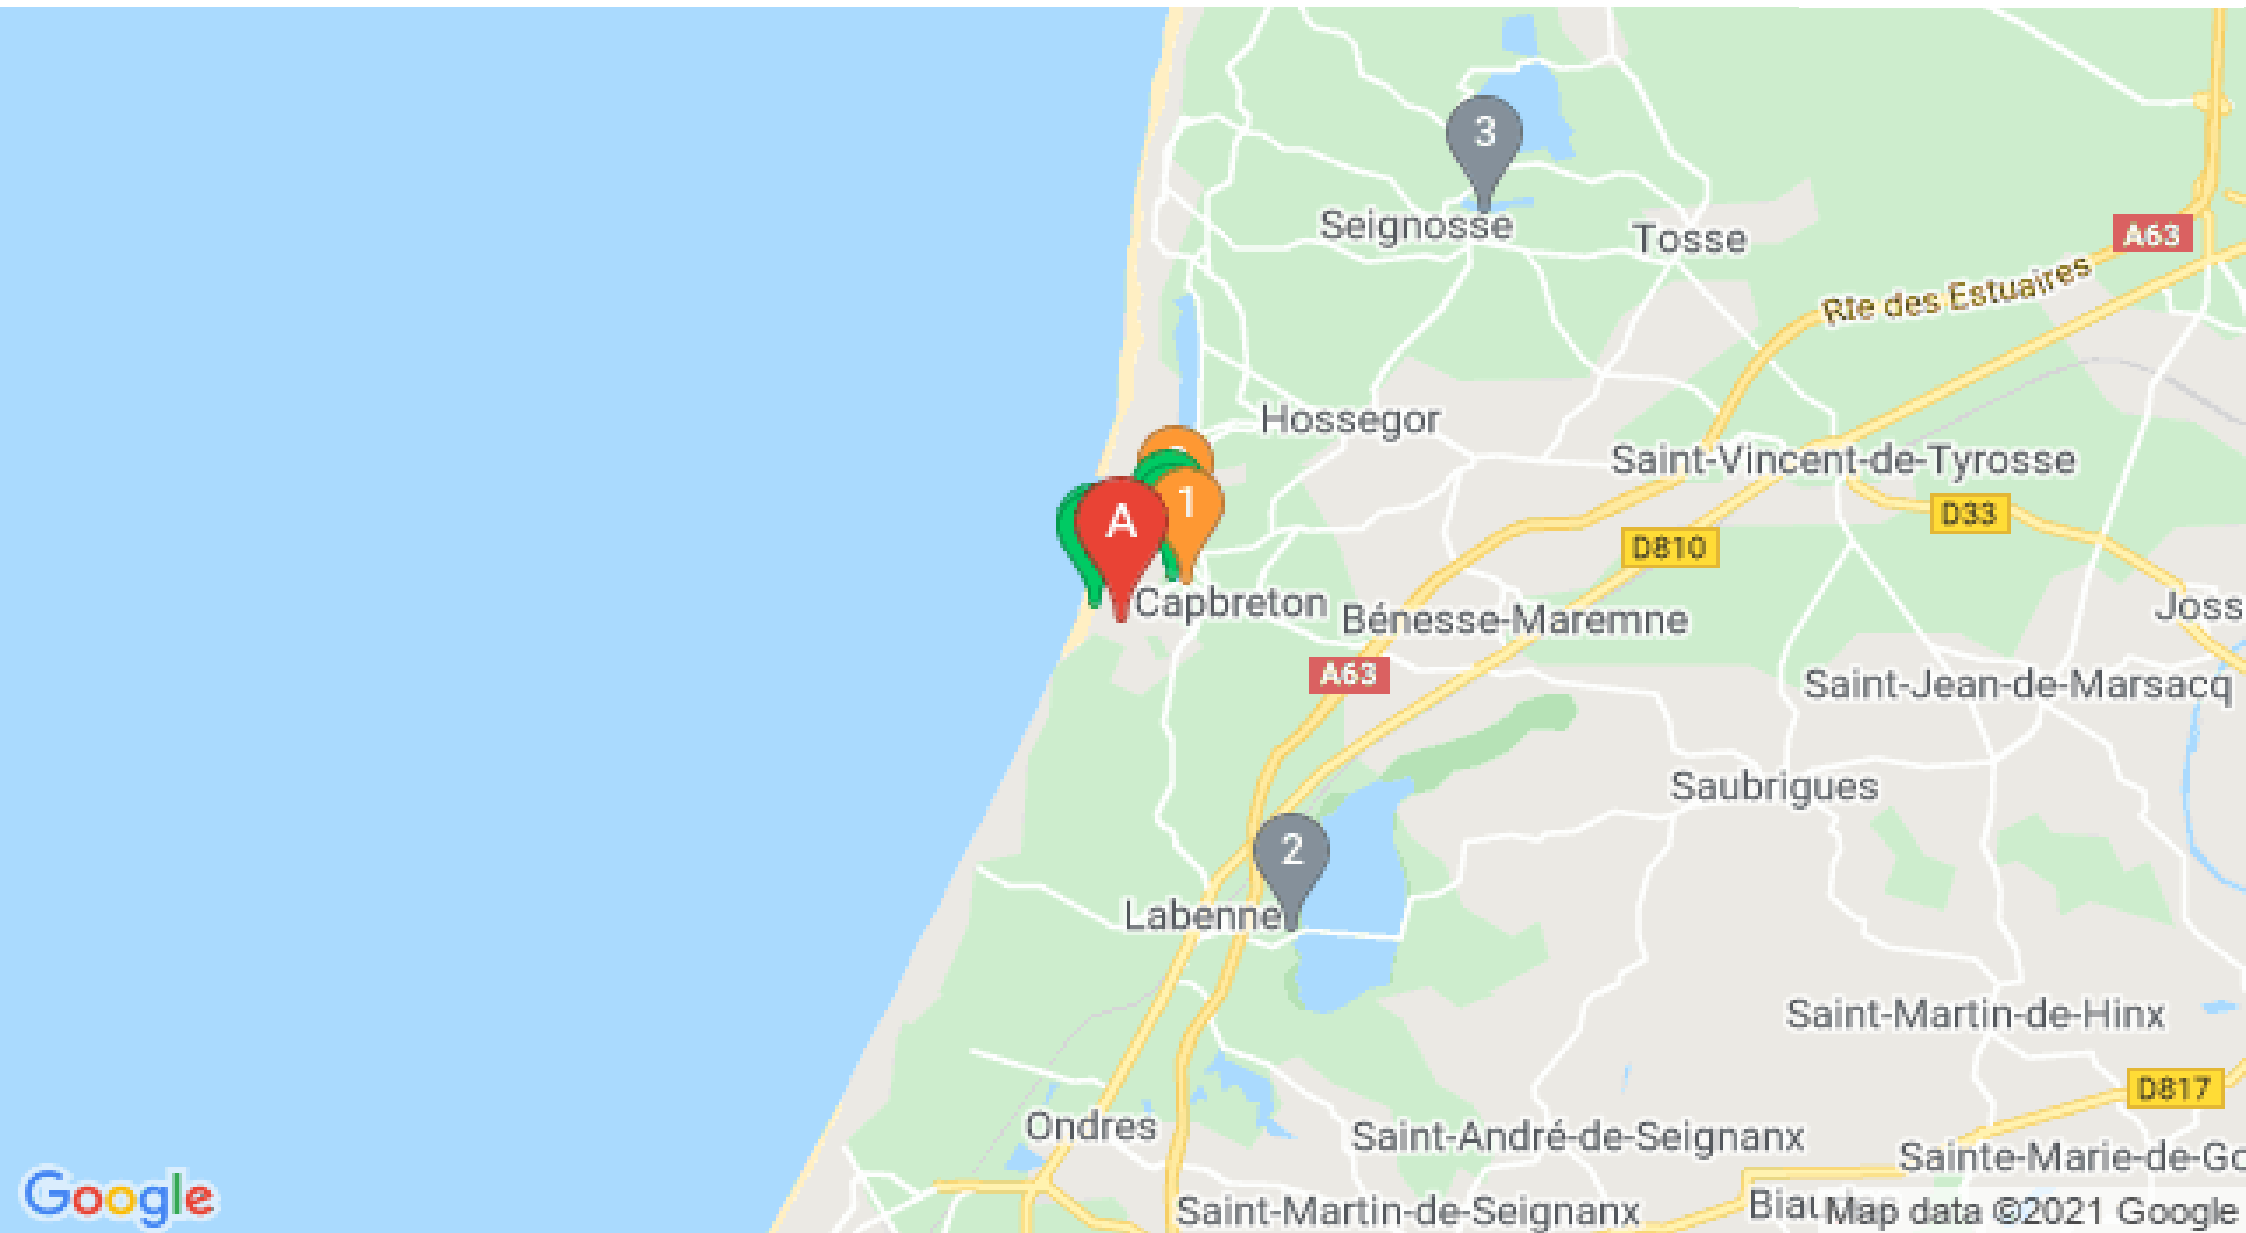 3
Seignosse
Tosse
A63
Rte des Estuaires
Hossegor
Saint-Vincent-de-Tyrosse
1
A
D33
D810
Capbreton
Bénesse-Maremne
Joss
A63
Saint-Jean-de-Marsacq
Saubrigues
2
Labenne
Saint-Martin-de-Hinx
D817
Ondres
Saint-André-de-Seignanx
Sainte-Marie-de-Go
Google
Saint-Martin-de-Seignanx
Map data ©2021 Google